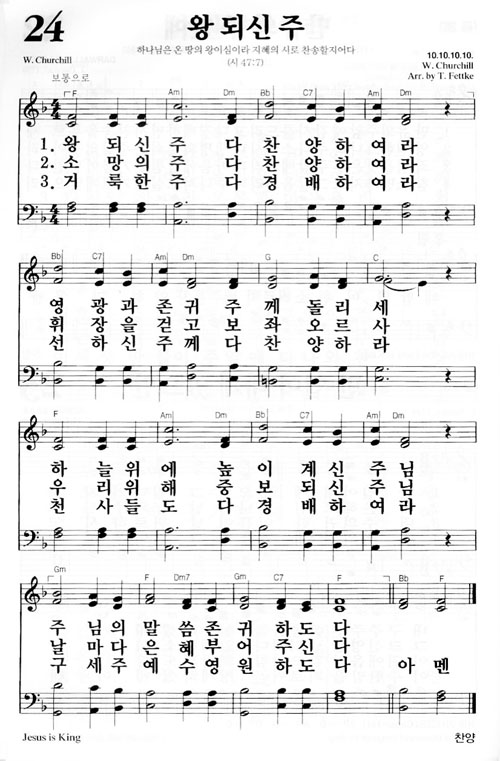 24
왕 되신 주
하나님은 온 땅의 왕이심이라 지혜의 시로 찬송할지어다
(시 47:7)
W. Churchill
10.10.10.10.
W. Churchill
Arr. by T. Fettke
보통으로
F Am Dm Bb C7 Am Dm
1. 왕 되 신 주 다 찬 양 하 여 라
2. 소 망 의 주 다 찬 양 하 여 라
3. 거 룩 한 주 다 경 배 하 여 라
Bb C7 Am Dm G C
영 광 과 존 귀 주 께 돌 리 세
휘 장 을 걷 고 보 좌 오 르 사
선 하 신 주 께 다 찬 양 하 라
F Am Dm Bb C7 Am Dm
하 늘 위 에 높 이 계 신 주 님
우 리 위 해 중 보 되 신 주 님
천 사 들 도 다 경 배 하 여 라
Gm F Dm7 Gm C7 F Bb F
주 님 의 말 씀 존 귀 하 도 다
날 마 다 은 혜 부 어 주 신 다
구 세 주 예 수 영 원 하 도 다 아 멘
Jesus is King
찬양